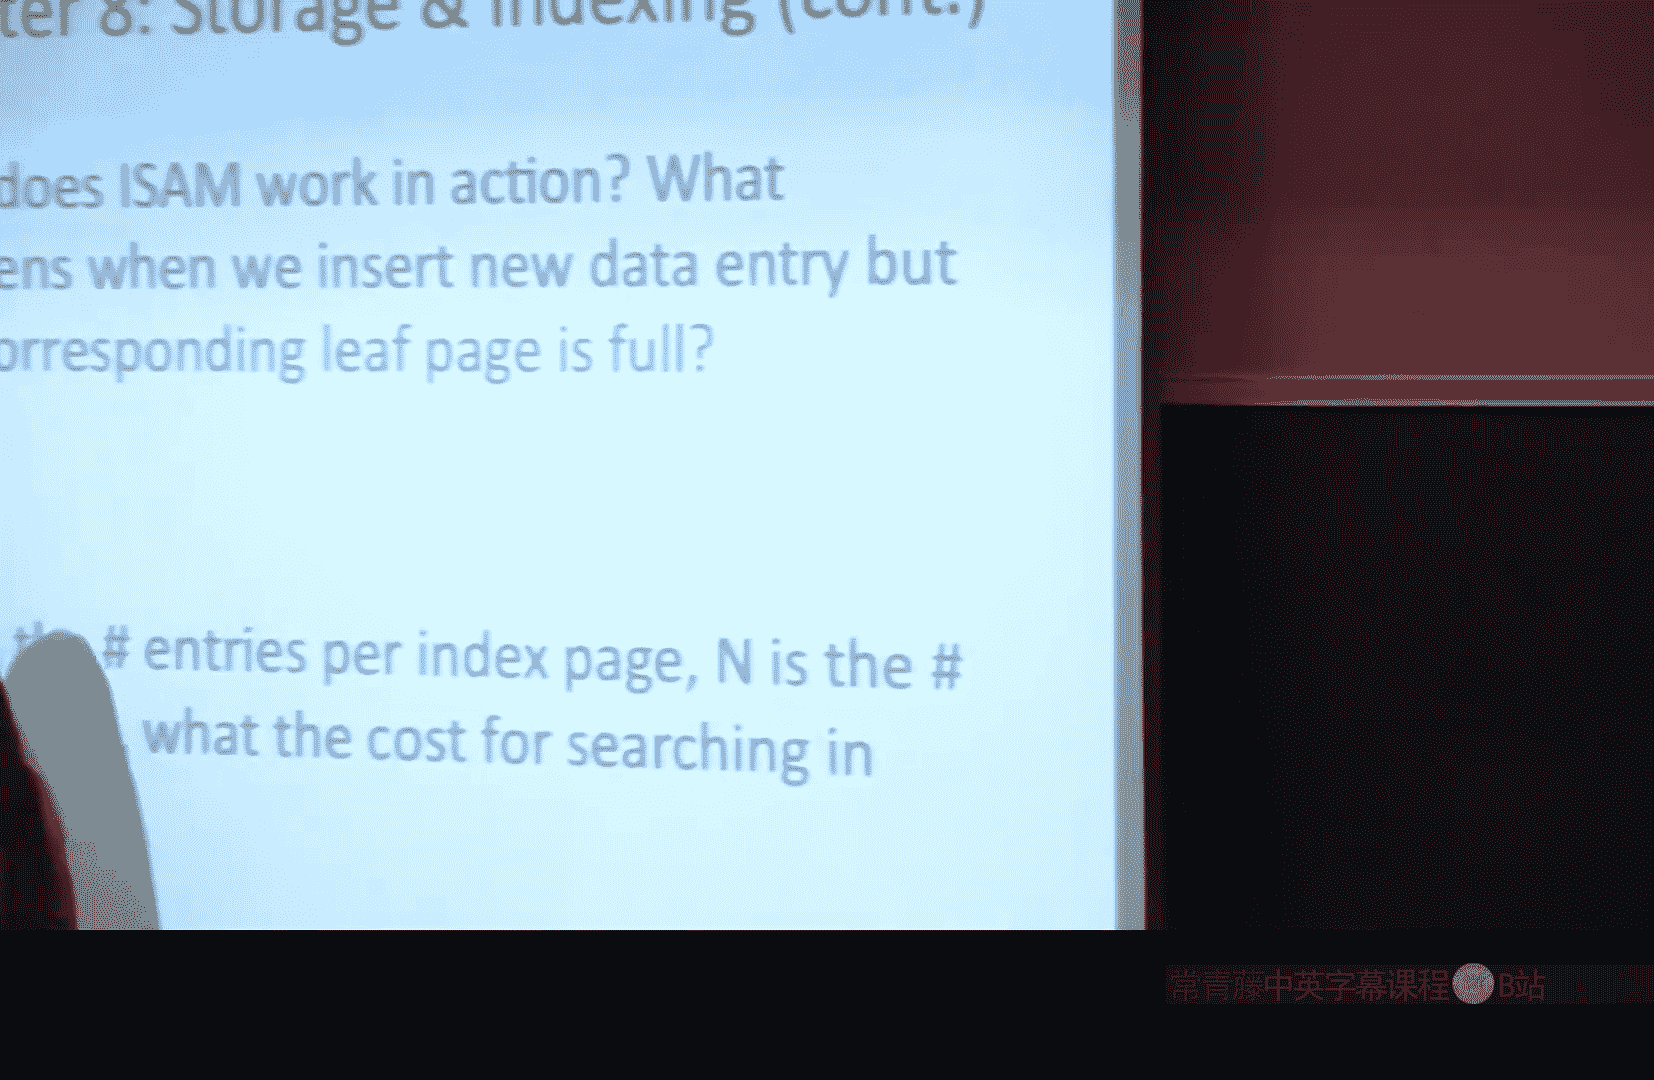 ter 8: Storage & Indexing (cont.)
does ISAM work in action? What
ens when we insert new data entry but
orresponding leaf page is full?
# entries per index page, N is the #
what the cost for searching in
常青藤中英字幕课程 B站